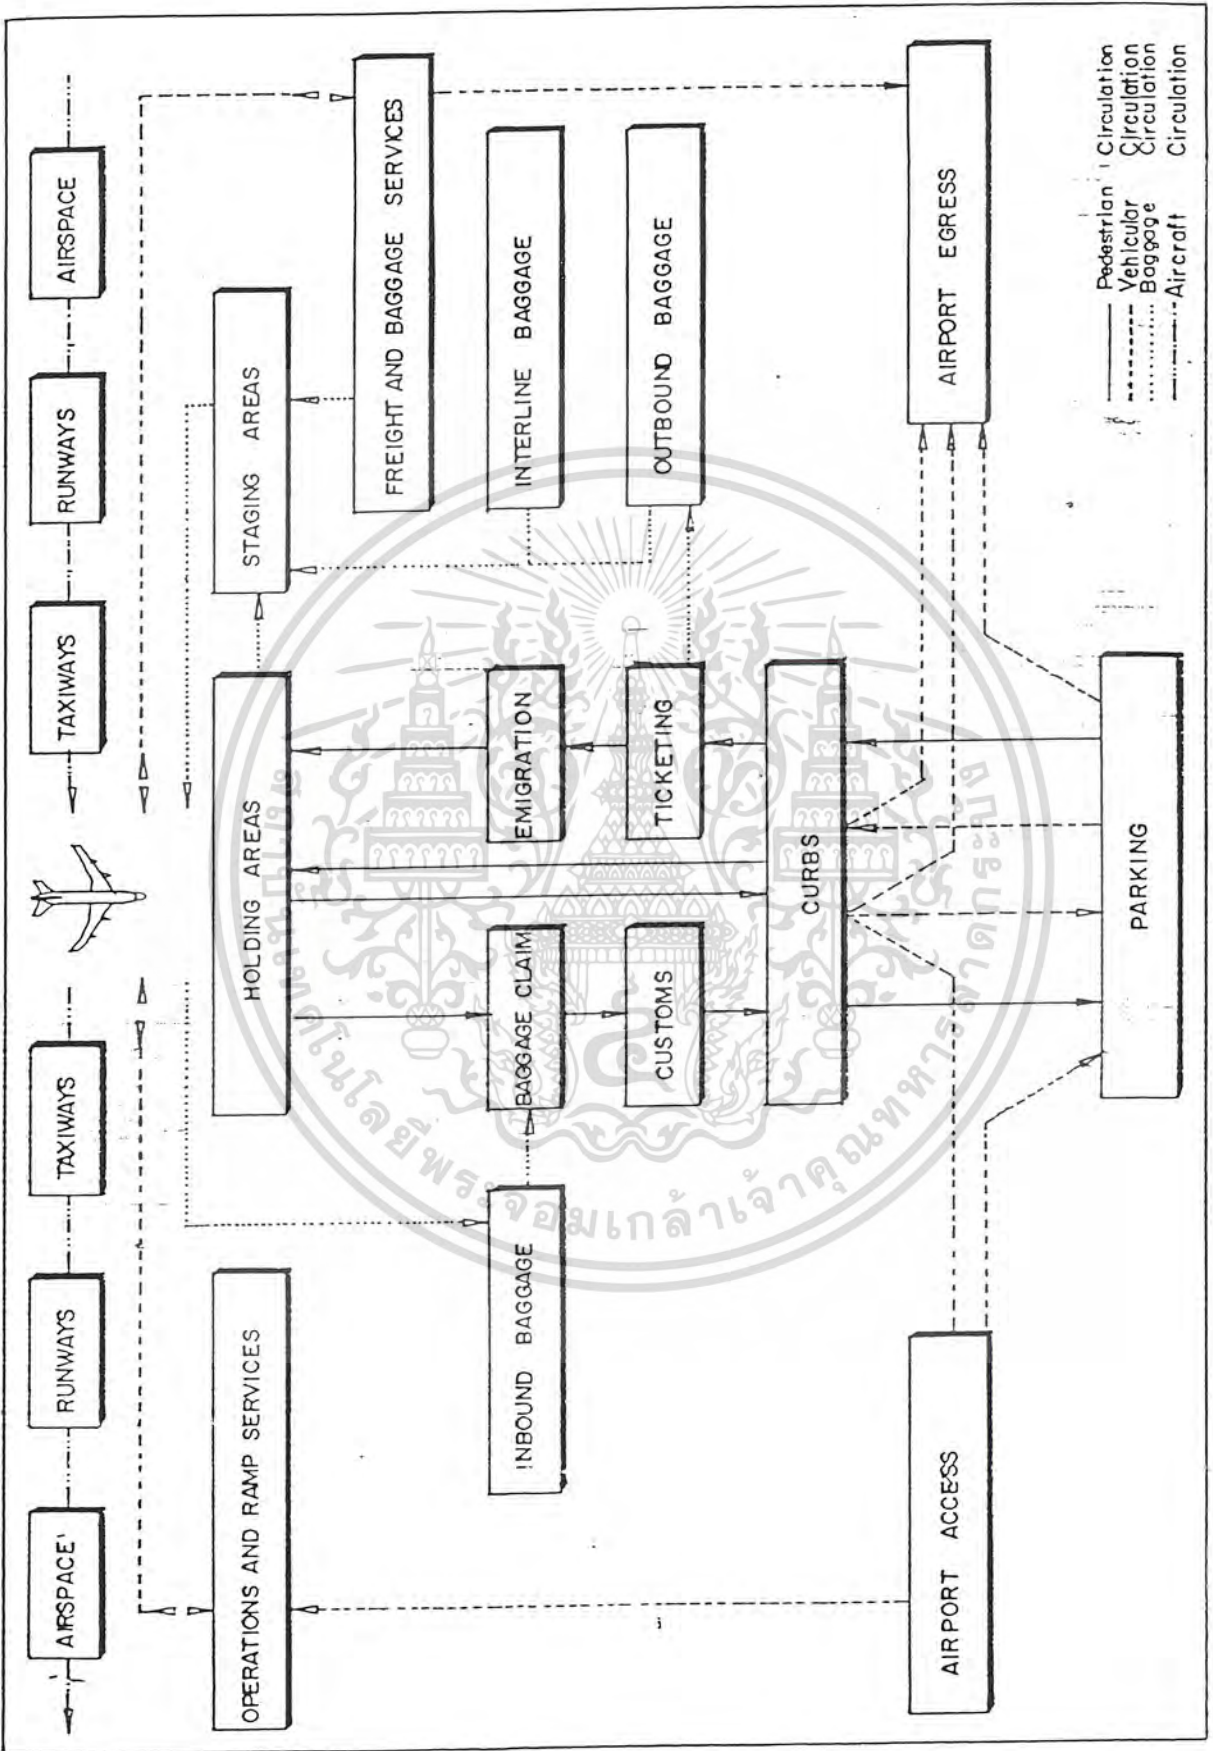 AIRSPACE'
RUNWAYS
TAXIWAYS
TAXIWAYS
RUNWAYS
AIRSPACE
OPERATIONS AND RAMP SERVICES
HOLDING AREAS
STAGING AREAS
FREIGHT AND BAGGAGE SERVICES
INBOUND BAGGAGE
BAGGAGE CLAIM
EMIGRATION
INTERLINE BAGGAGE
CUSTOMS
TICKETING
OUTBOUND BAGGAGE
CURBS
AIRPORT ACCESS
AIRPORT EGRESS
PARKING
Pedestrian Circulation
Vehicular Circulation
Baggage Circulation
Aircraft Circulation